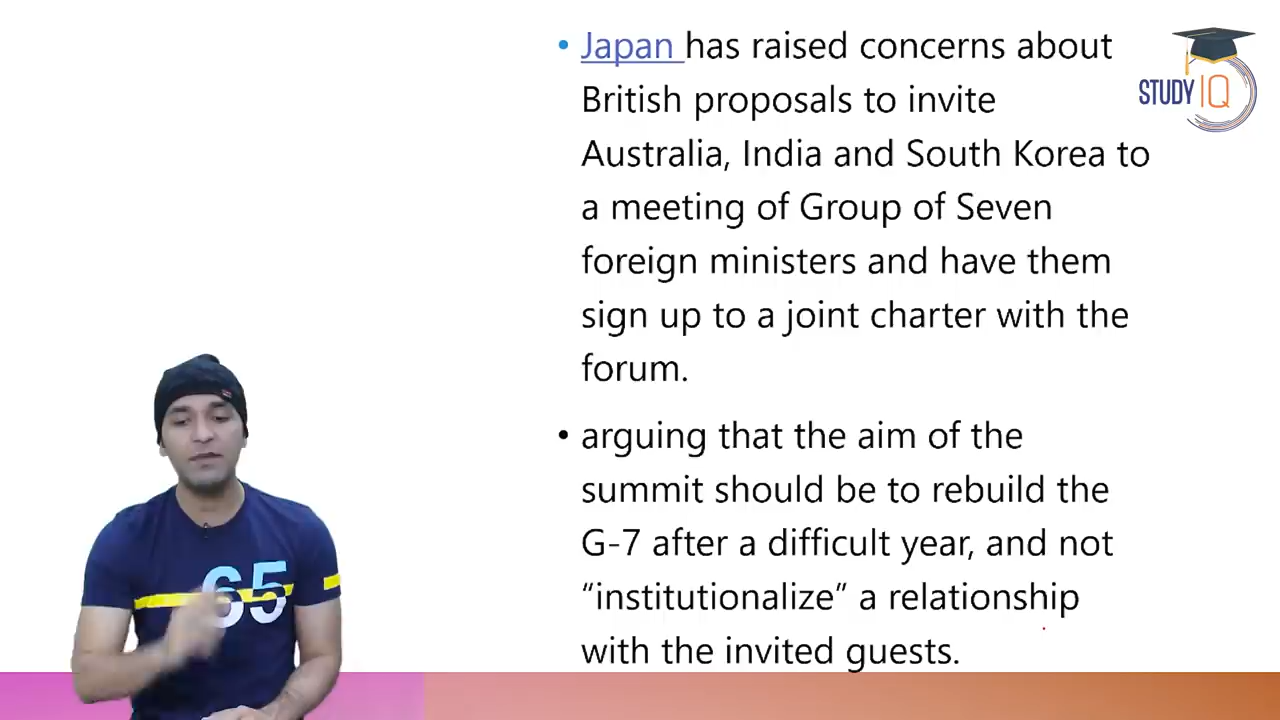 • Japan has raised concerns about
British proposals to invite
Australia, India and South Korea to
a meeting of Group of Seven
foreign ministers and have them
sign up to a joint charter with the
forum.
• arguing that the aim of the
summit should be to rebuild the
G-7 after a difficult year, and not
“institutionalize” a relationship
with the invited guests.
STUDY IQ
65